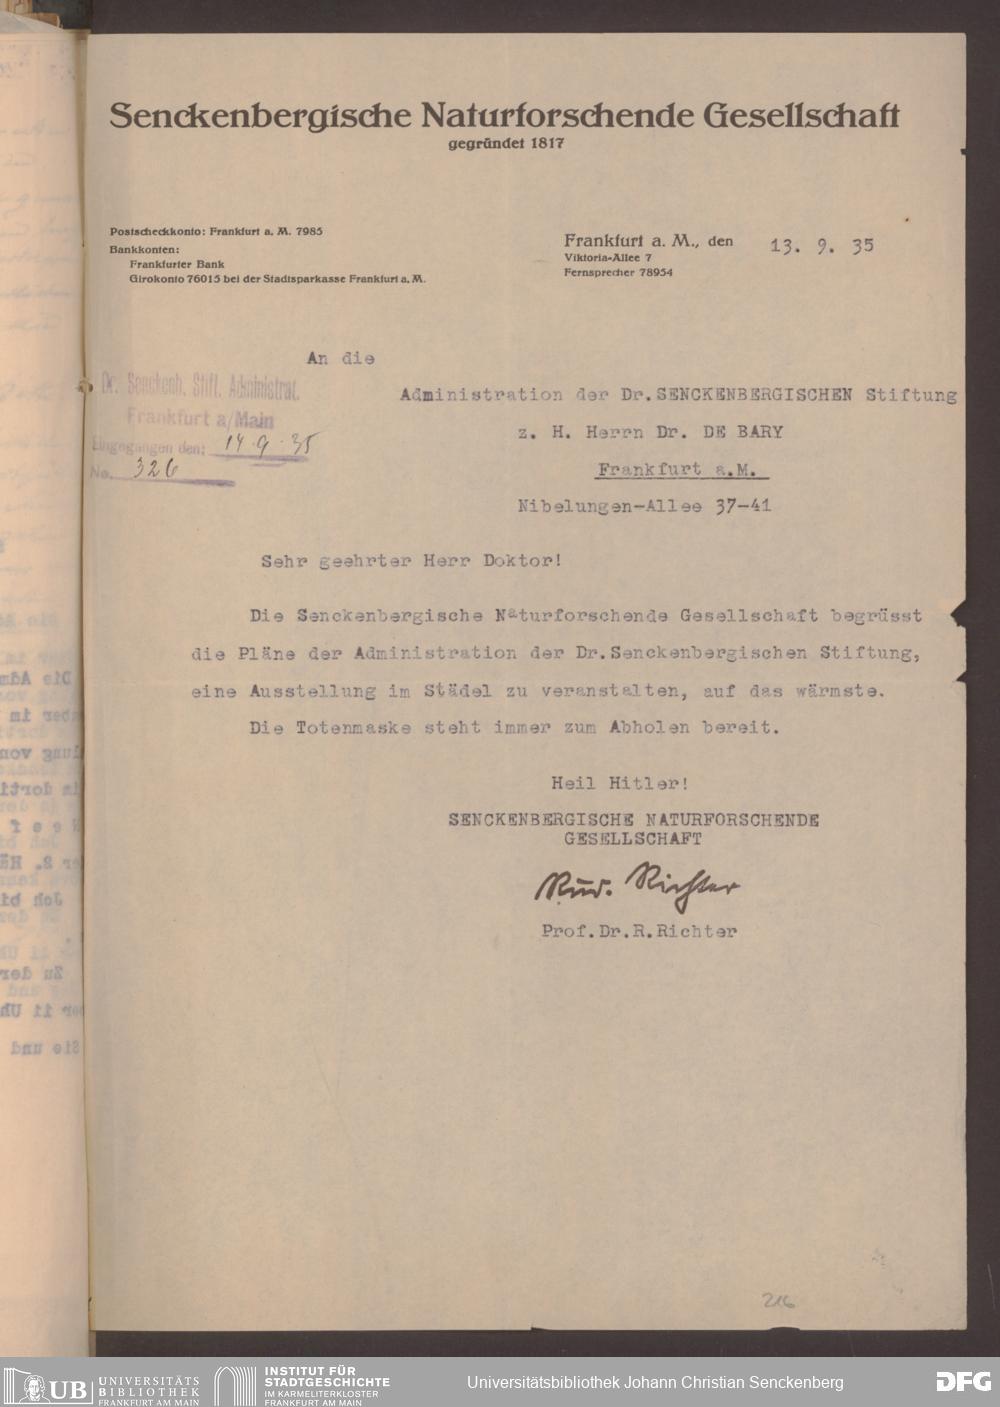 Senckenbergische Naturforschende Gesellschaft
gegründet 1817
Postscheckkonto: Frankfurt a. M. 7985
Bankkonten:
Frankfurter Bank
Girokonto 76015 bei der Stadtsparkasse Frankfurt a. M.
Frankfurt a. M., den 13. 9. 35
Viktoria-Allee 7
Fernsprecher 78954
An die
Dr. Senckenb. Stift. Administrat.
Frankfurt a/Main
Eingegangen den: 14.9.35
No. 326
Administration der Dr.SENCKENBERGISCHEN Stiftung
z. H. Herrn Dr. DE BARY
Frankfurt a.M.
Nibelungen-Allee 37-41
Sehr geehrter Herr Doktor!
Die Senckenbergische Naturforschende Gesellschaft begrüsst
die Pläne der Administration der Dr.Senckenbergischen Stiftung,
eine Ausstellung im Städel zu veranstalten, auf das wärmste.
Die Totenmaske steht immer zum Abholen bereit.
Heil Hitler!
SENCKENBERGISCHE NATURFORSCHENDE
GESELLSCHAFT
Rud. Richter
Prof.Dr.R.Richter
216
UB UNIVERSITÄTS
BIBLIOTHEK
FRANKFURT AM MAIN
INSTITUT FÜR
STADTGESCHICHTE
IM KARMELITERKLOSTER
FRANKFURT AM MAIN
Universitätsbibliothek Johann Christian Senckenberg
DFG